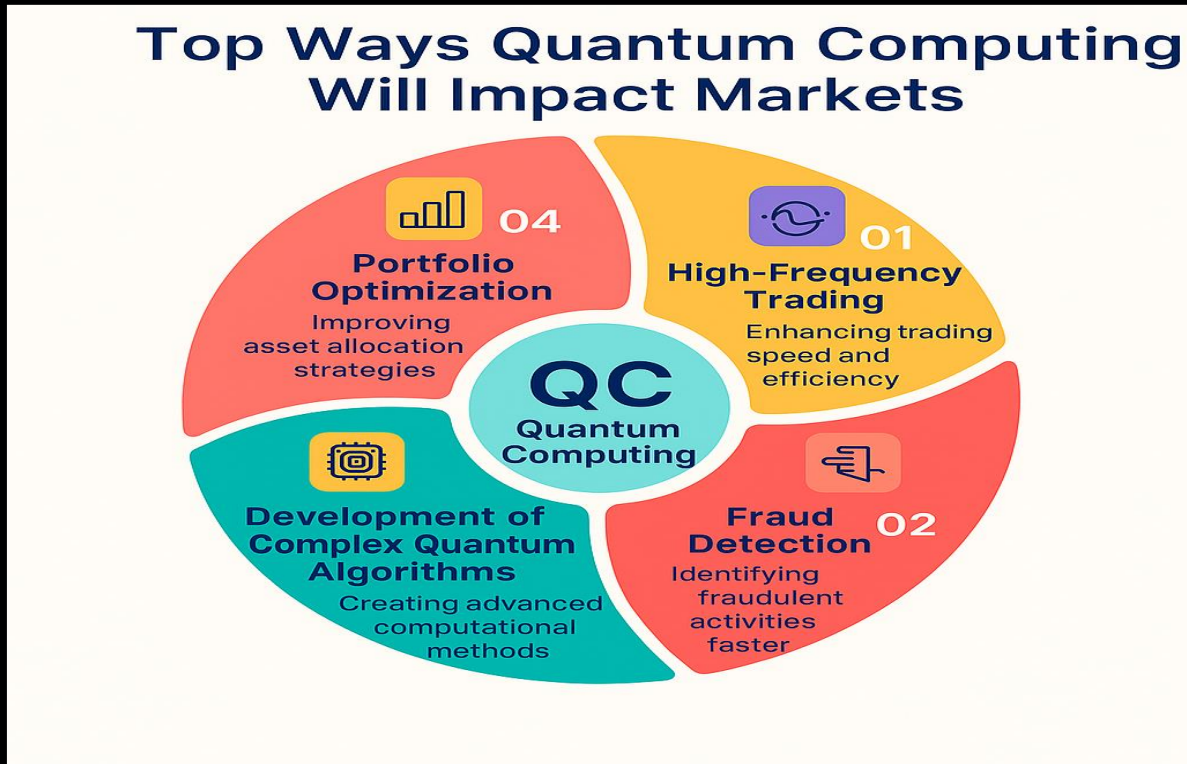 Top Ways Quantum Computing
Will Impact Markets
04
Portfolio
Optimization
Improving
asset allocation
strategies
01
High-Frequency
Trading
Enhancing trading
speed and
efficiency
QC
Quantum
Computing
Development of
Complex Quantum
Algorithms
Creating advanced
computational
methods
Fraud
Detection
02
Identifying
fraudulent
activities
faster